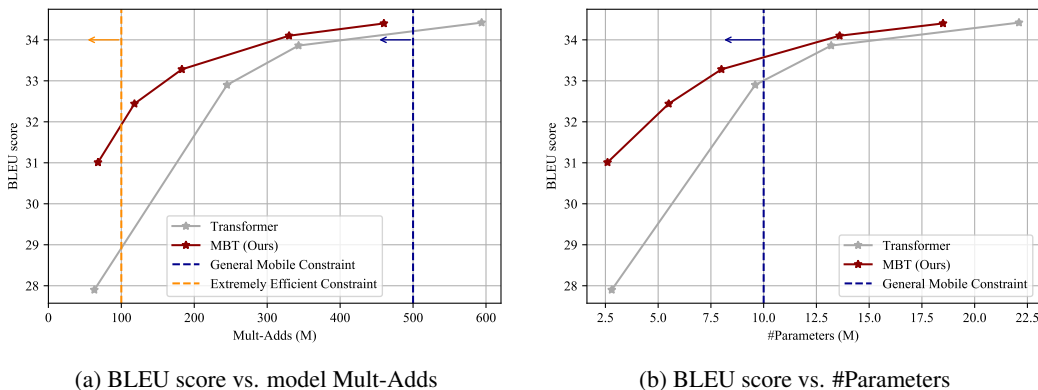 34
33
32
31
30
29
28
BLEU score
Transformer
MBT (Ours)
General Mobile Constraint
Extremely Efficient Constraint
0 100 200 300 400 500 600
Mult-Adds (M)
(a) BLEU score vs. model Mult-Adds
34
33
32
31
30
29
28
BLEU score
Transformer
MBT (Ours)
General Mobile Constraint
2.5 5.0 7.5 10.0 12.5 15.0 17.5 20.0 22.5
#Parameters (M)
(b) BLEU score vs. #Parameters